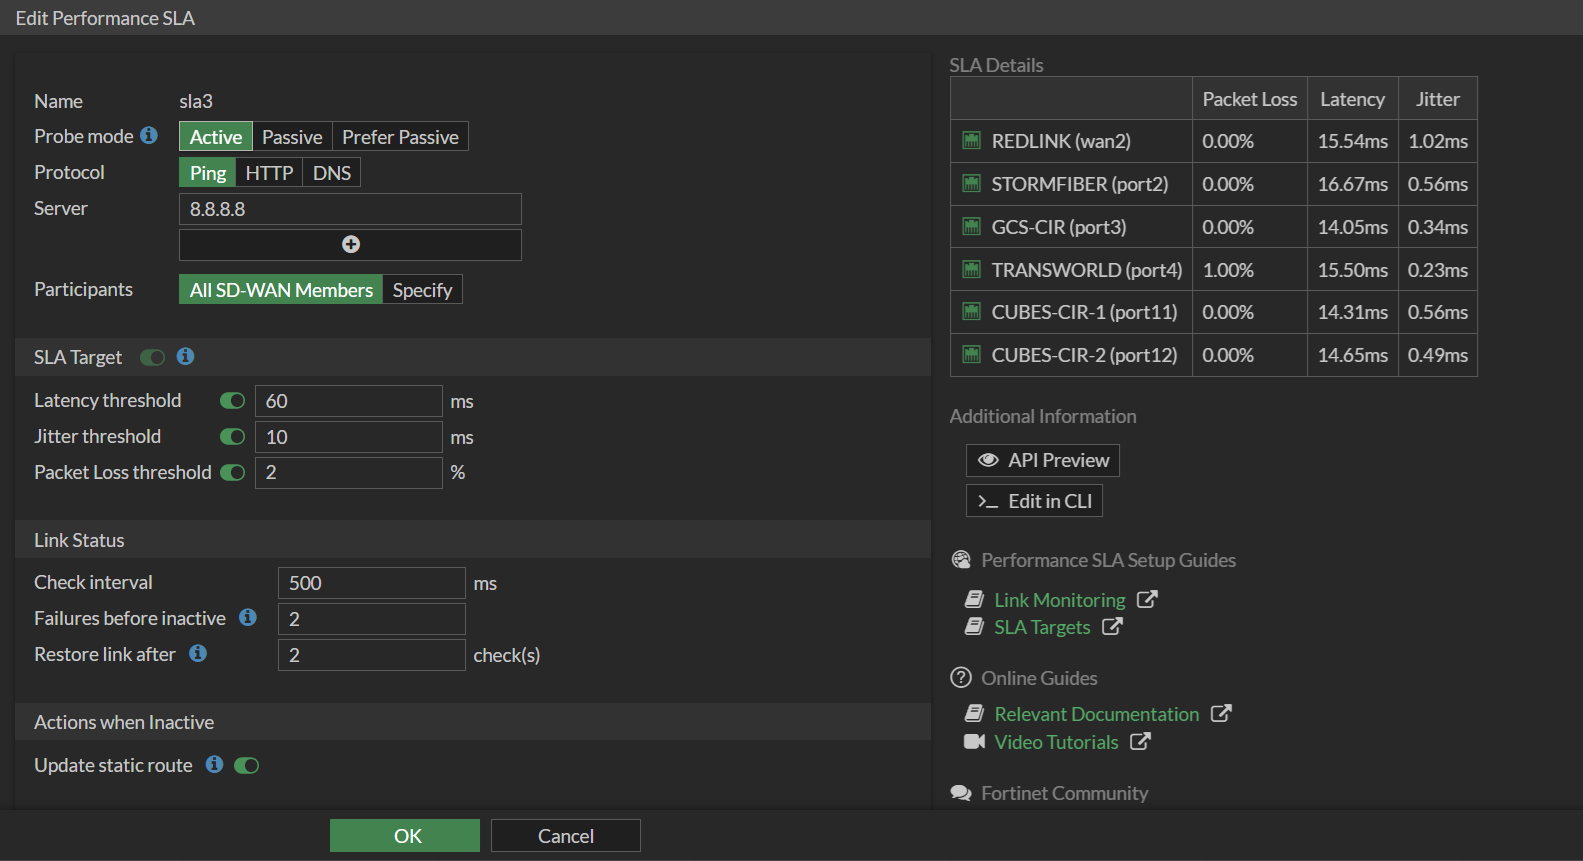 Edit Performance SLA
Name sla3
Probe mode Active Passive Prefer Passive
Protocol Ping HTTP DNS
Server 8.8.8.8
Participants All SD-WAN Members Specify
SLA Target
Latency threshold 60 ms
Jitter threshold 10 ms
Packet Loss threshold 2 %
Link Status
Check interval 500 ms
Failures before inactive 2
Restore link after 2 check(s)
Actions when Inactive
Update static route
OK Cancel
SLA Details
Packet Loss Latency Jitter
REDLINK (wan2) 0.00% 15.54ms 1.02ms
STORMFIBER (port2) 0.00% 16.67ms 0.56ms
GCS-CIR (port3) 0.00% 14.05ms 0.34ms
TRANSWORLD (port4) 1.00% 15.50ms 0.23ms
CUBES-CIR-1 (port11) 0.00% 14.31ms 0.56ms
CUBES-CIR-2 (port12) 0.00% 14.65ms 0.49ms
Additional Information
API Preview
>_ Edit in CLI
Performance SLA Setup Guides
Link Monitoring
SLA Targets
Online Guides
Relevant Documentation
Video Tutorials
Fortinet Community